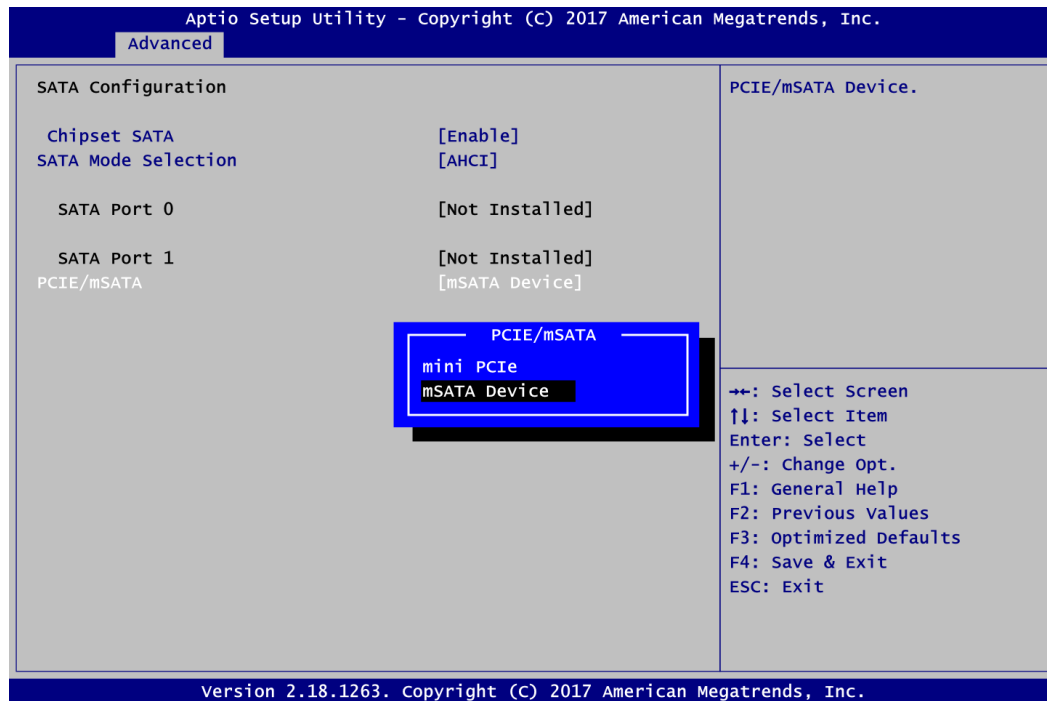 Aptio Setup Utility - Copyright (C) 2017 American Megatrends, Inc.
Advanced
SATA Configuration
Chipset SATA [Enable]
SATA Mode Selection [AHCI]
SATA Port 0 [Not Installed]
SATA Port 1 [Not Installed]
PCIE/mSATA [mSATA Device]
PCIE/mSATA
mini PCIe
mSATA Device
PCIE/mSATA Device.
→←: Select Screen
↑↓: Select Item
Enter: Select
+/-: Change Opt.
F1: General Help
F2: Previous Values
F3: Optimized Defaults
F4: Save & Exit
ESC: Exit
Version 2.18.1263. Copyright (C) 2017 American Megatrends, Inc.